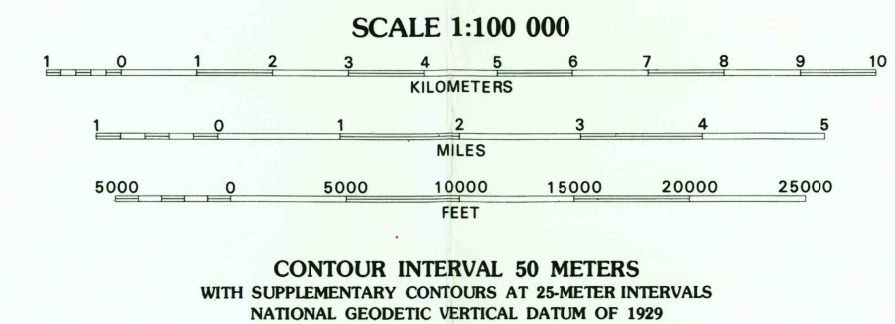 SCALE 1:100 000
1 0 1 2 3 4 5 6 7 8 9 10
KILOMETERS
1 0 1 2 3 4 5
MILES
5000 0 5000 10000 15000 20000 25000
FEET
CONTOUR INTERVAL 50 METERS
WITH SUPPLEMENTARY CONTOURS AT 25-METER INTERVALS
NATIONAL GEODETIC VERTICAL DATUM OF 1929